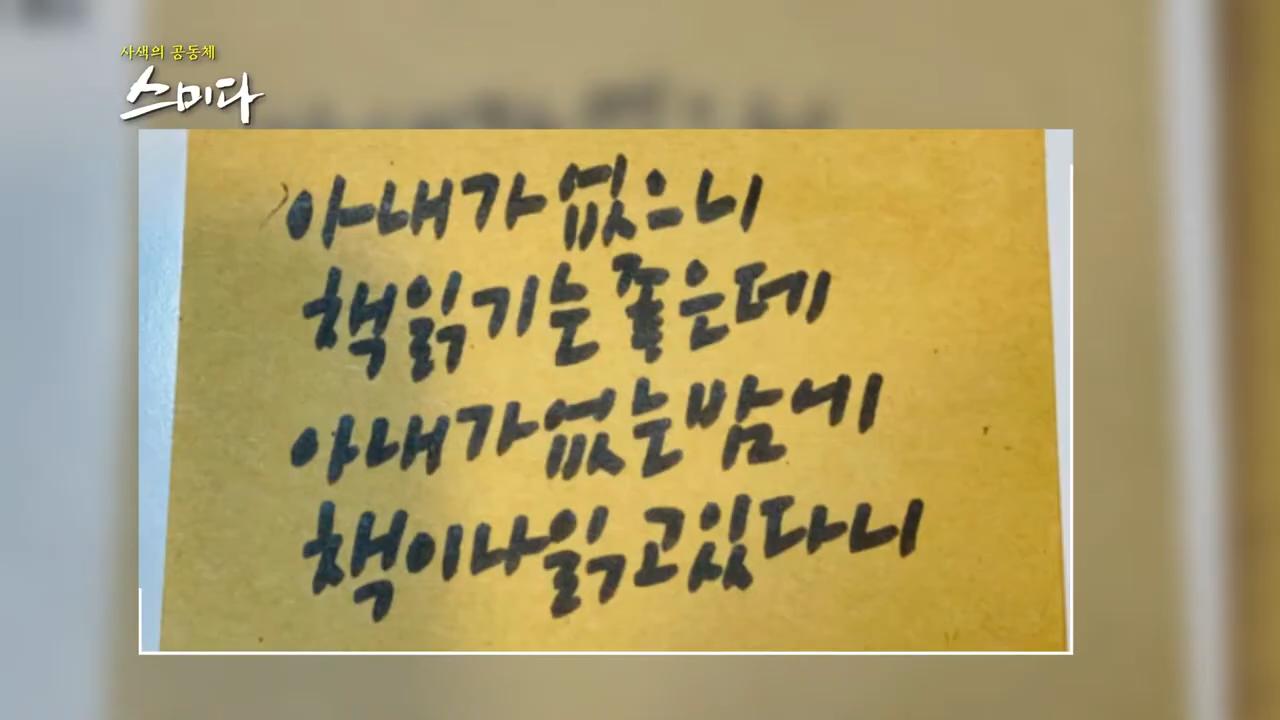 사색의 공동체
스미다
아내가 없으니
책읽기는 좋은데
아내가 없는 밤에
책이나 읽고있다니